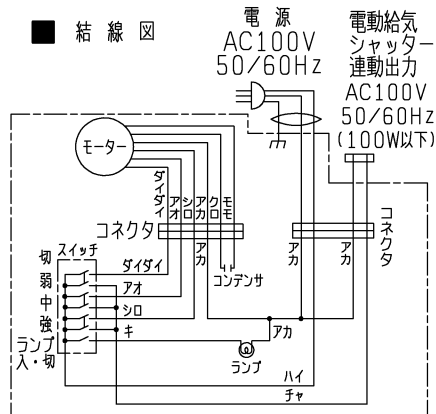 ■ 結線図
電源
AC100V
50/60Hz
電動給気
シャッター
連動出力
AC100V
50/60Hz
(100W以下)
モーター
ダイダイ
アオ
シロ
アカ
クロ
モモ
コネクタ
アカ
コンデンサ
アカ
アカ
コネクタ
スイッチ
切
弱
中
強
ランプ
入・切
ダイダイ
アオ
シロ
キ
アカ
ランプ
ハイ
チャ